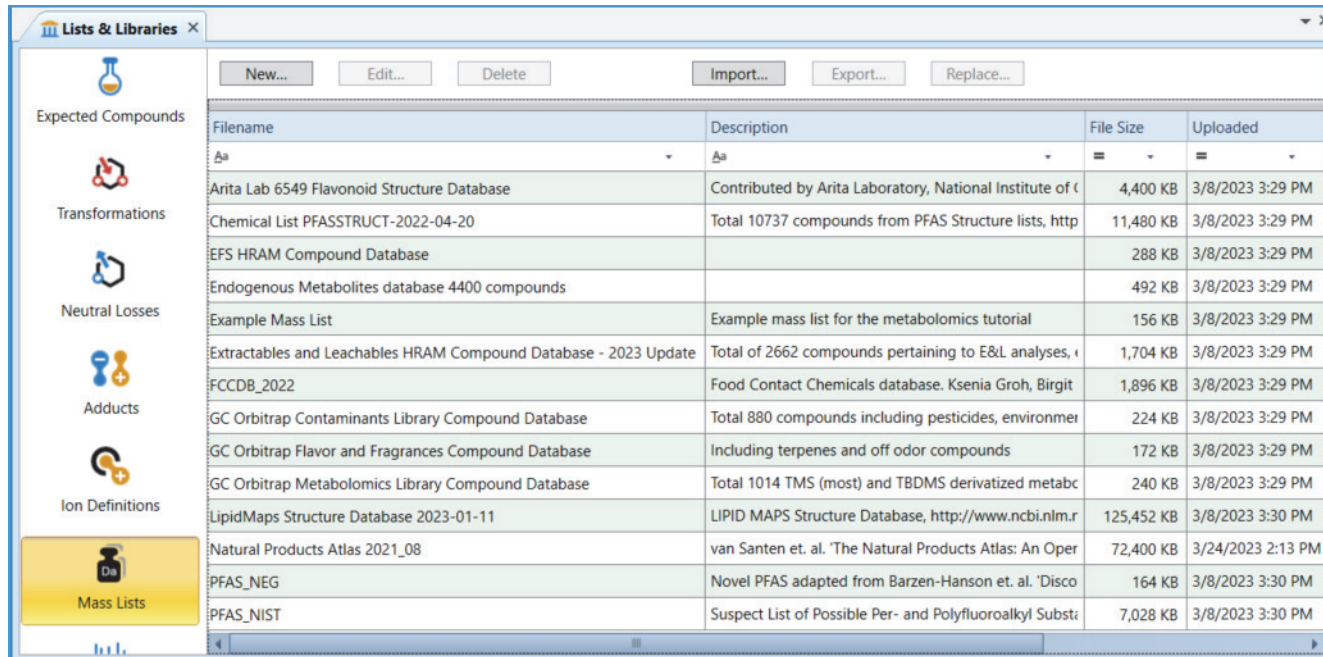 Lists & Libraries
New... Edit... Delete Import... Export... Replace...
Expected Compounds
Transformations
Neutral Losses
Adducts
Ion Definitions
Da
Mass Lists
Filename Description File Size Uploaded
Aa Aa = =
Arita Lab 6549 Flavonoid Structure Database Contributed by Arita Laboratory, National Institute of 4,400 KB 3/8/2023 3:29 PM
Chemical List PFASSTRUCT-2022-04-20 Total 10737 compounds from PFAS Structure lists, http 11,480 KB 3/8/2023 3:29 PM
EFS HRAM Compound Database 288 KB 3/8/2023 3:29 PM
Endogenous Metabolites database 4400 compounds 492 KB 3/8/2023 3:29 PM
Example Mass List Example mass list for the metabolomics tutorial 156 KB 3/8/2023 3:29 PM
Extractables and Leachables HRAM Compound Database - 2023 Update Total of 2662 compounds pertaining to E&L analyses, 1,704 KB 3/8/2023 3:29 PM
FCCDB_2022 Food Contact Chemicals database. Ksenia Groh, Birgit 1,896 KB 3/8/2023 3:29 PM
GC Orbitrap Contaminants Library Compound Database Total 880 compounds including pesticides, environmer 224 KB 3/8/2023 3:29 PM
GC Orbitrap Flavor and Fragrances Compound Database Including terpenes and off odor compounds 172 KB 3/8/2023 3:29 PM
GC Orbitrap Metabolomics Library Compound Database Total 1014 TMS (most) and TBDMS derivatized metabc 240 KB 3/8/2023 3:29 PM
LipidMaps Structure Database 2023-01-11 LIPID MAPS Structure Database, http://www.ncbi.nlm.r 125,452 KB 3/8/2023 3:30 PM
Natural Products Atlas 2021_08 van Santen et. al. 'The Natural Products Atlas: An Oper 72,400 KB 3/24/2023 2:13 PM
PFAS_NEG Novel PFAS adapted from Barzen-Hanson et. al. 'Disco 164 KB 3/8/2023 3:30 PM
PFAS_NIST Suspect List of Possible Per- and Polyfluoroalkyl Substa 7,028 KB 3/8/2023 3:30 PM